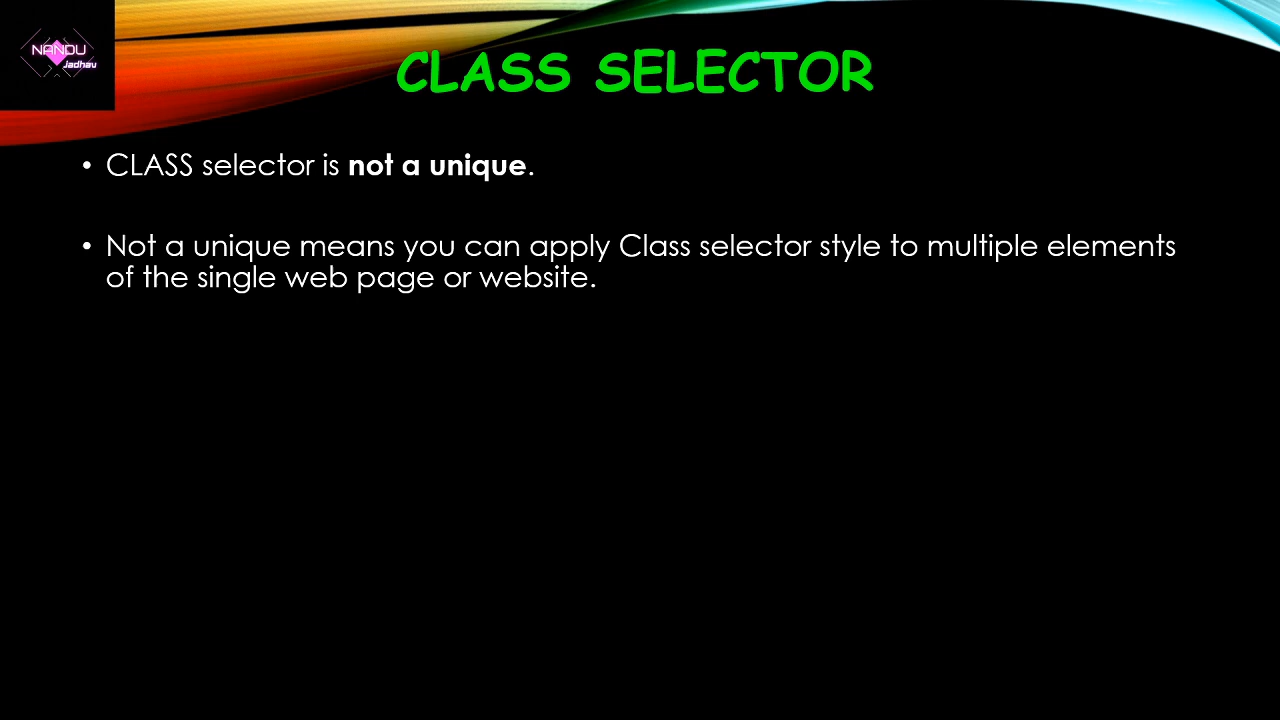 NANDU
Jadhav
CLASS SELECTOR
• CLASS selector is not a unique.
• Not a unique means you can apply Class selector style to multiple elements
of the single web page or website.